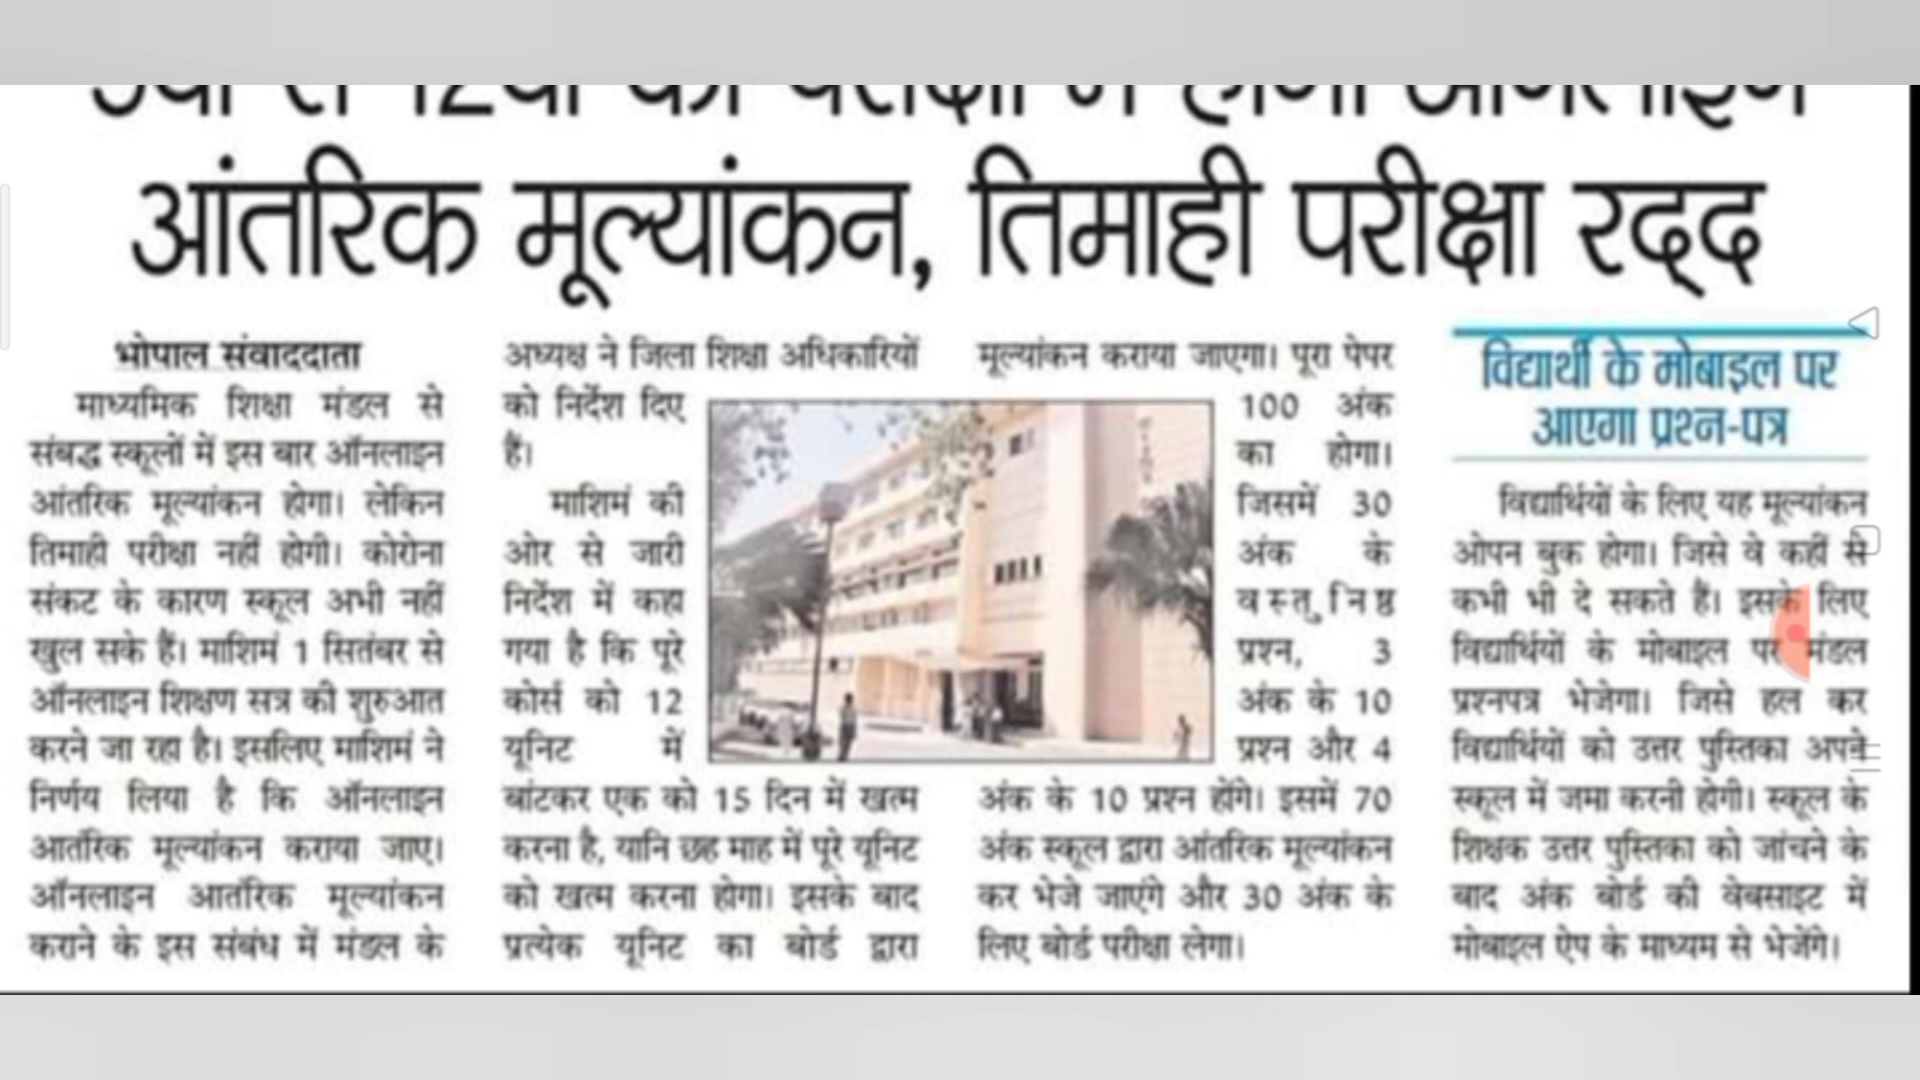 से 12वीं की परीक्षा में होगा ऑनलाइन
आंतरिक मूल्यांकन, तिमाही परीक्षा रद्द
भोपाल संवाददाता
माध्यमिक शिक्षा मंडल से
संबद्ध स्कूलों में इस बार ऑनलाइन
आंतरिक मूल्यांकन होगा। लेकिन
तिमाही परीक्षा नहीं होगी। कोरोना
संकट के कारण स्कूल अभी नहीं
खुल सके हैं। माशिमं 1 सितंबर से
ऑनलाइन शिक्षण सत्र की शुरुआत
करने जा रहा है। इसलिए माशिमं ने
निर्णय लिया है कि ऑनलाइन
आतंरिक मूल्यांकन कराया जाए।
ऑनलाइन आतंरिक मूल्यांकन
कराने के इस संबंध में मंडल के
अध्यक्ष ने जिला शिक्षा अधिकारियों
को निर्देश दिए
हैं।
माशिमं की
ओर से जारी
निर्देश में कहा
गया है कि पूरे
कोर्स को 12
यूनिट में
बांटकर एक को 15 दिन में खत्म
करना है, यानि छह माह में पूरे यूनिट
को खत्म करना होगा। इसके बाद
प्रत्येक यूनिट का बोर्ड द्वारा
मूल्यांकन कराया जाएगा। पूरा पेपर
100 अंक
का होगा।
जिसमें 30
अंक के
वस्तुनिष्ठ
प्रश्न, 3
अंक के 10
प्रश्न और 4
अंक के 10 प्रश्न होंगे। इसमें 70
अंक स्कूल द्वारा आंतरिक मूल्यांकन
कर भेजे जाएंगे और 30 अंक के
लिए बोर्ड परीक्षा लेगा।
विद्यार्थी के मोबाइल पर
आएगा प्रश्न-पत्र
विद्यार्थियों के लिए यह मूल्यांकन
ओपन बुक होगा। जिसे वे कहीं से
कभी भी दे सकते हैं। इसके लिए
विद्यार्थियों के मोबाइल पर मंडल
प्रश्नपत्र भेजेगा। जिसे हल कर
विद्यार्थियों को उत्तर पुस्तिका अपने
स्कूल में जमा करनी होगी। स्कूल के
शिक्षक उत्तर पुस्तिका को जांचने के
बाद अंक बोर्ड की वेबसाइट में
मोबाइल ऐप के माध्यम से भेजेंगे।